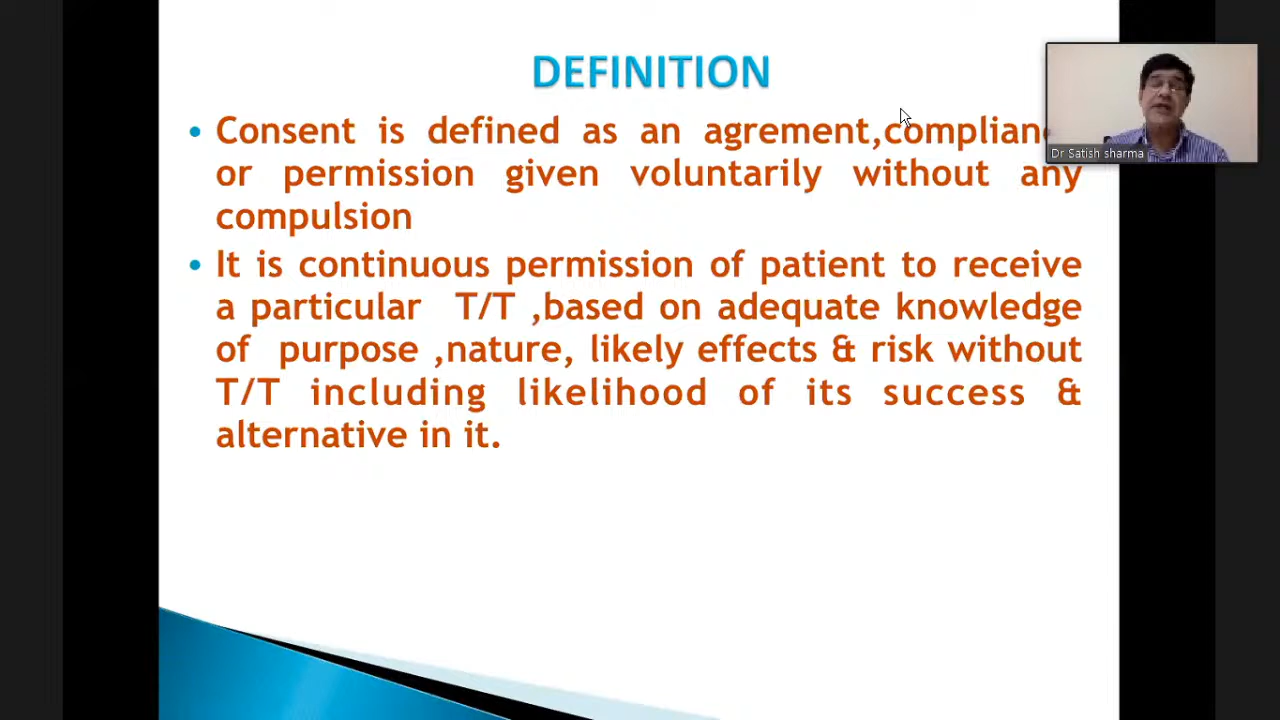 DEFINITION
• Consent is defined as an agrement,complian
or permission given voluntarily without any
compulsion
• It is continuous permission of patient to receive
a particular T/T ,based on adequate knowledge
of purpose ,nature, likely effects & risk without
T/T including likelihood of its success &
alternative in it.
Dr Satish sharma